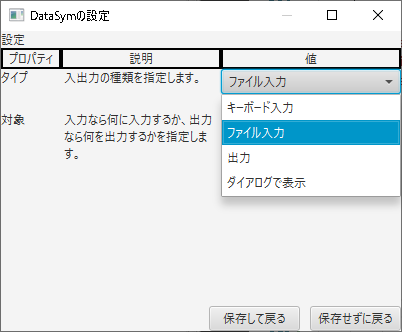 DataSymの設定
設定
プロパティ 説明 値
タイプ 入出力の種類を指定します。 ファイル入力
キーボード入力
対象 入力なら何に入力するか、出力
なら何を出力するかを指定しま
す。
ファイル入力
出力
ダイアログで表示
保存して戻る 保存せずに戻る